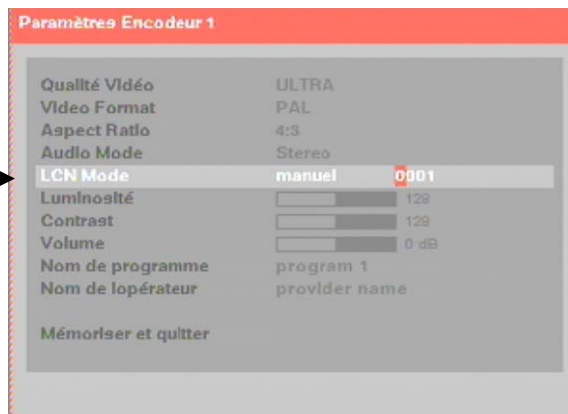 Paramètres Encodeur 1
Qualité Vidéo ULTRA
Video Format PAL
Aspect Ratio 4:3
Audio Mode Stereo
LCN Mode manuel 0001
Luminosité 128
Contrast 128
Volume 0 dB
Nom de programme program 1
Nom de lopérateur provider name
Mémoriser et quitter